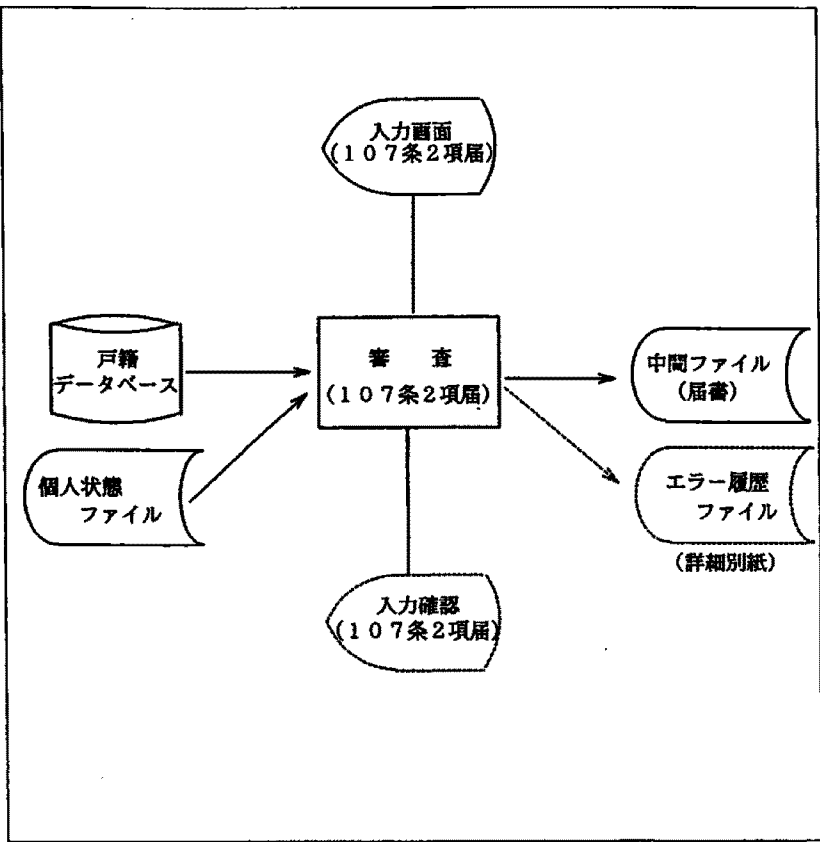 入力画面
(107条2項届)
戸籍
データベース
審　査
(107条2項届)
中間ファイル
(届書)
個人状態
ファイル
エラー履歴
ファイル
(詳細別紙)
入力確認
(107条2項届)